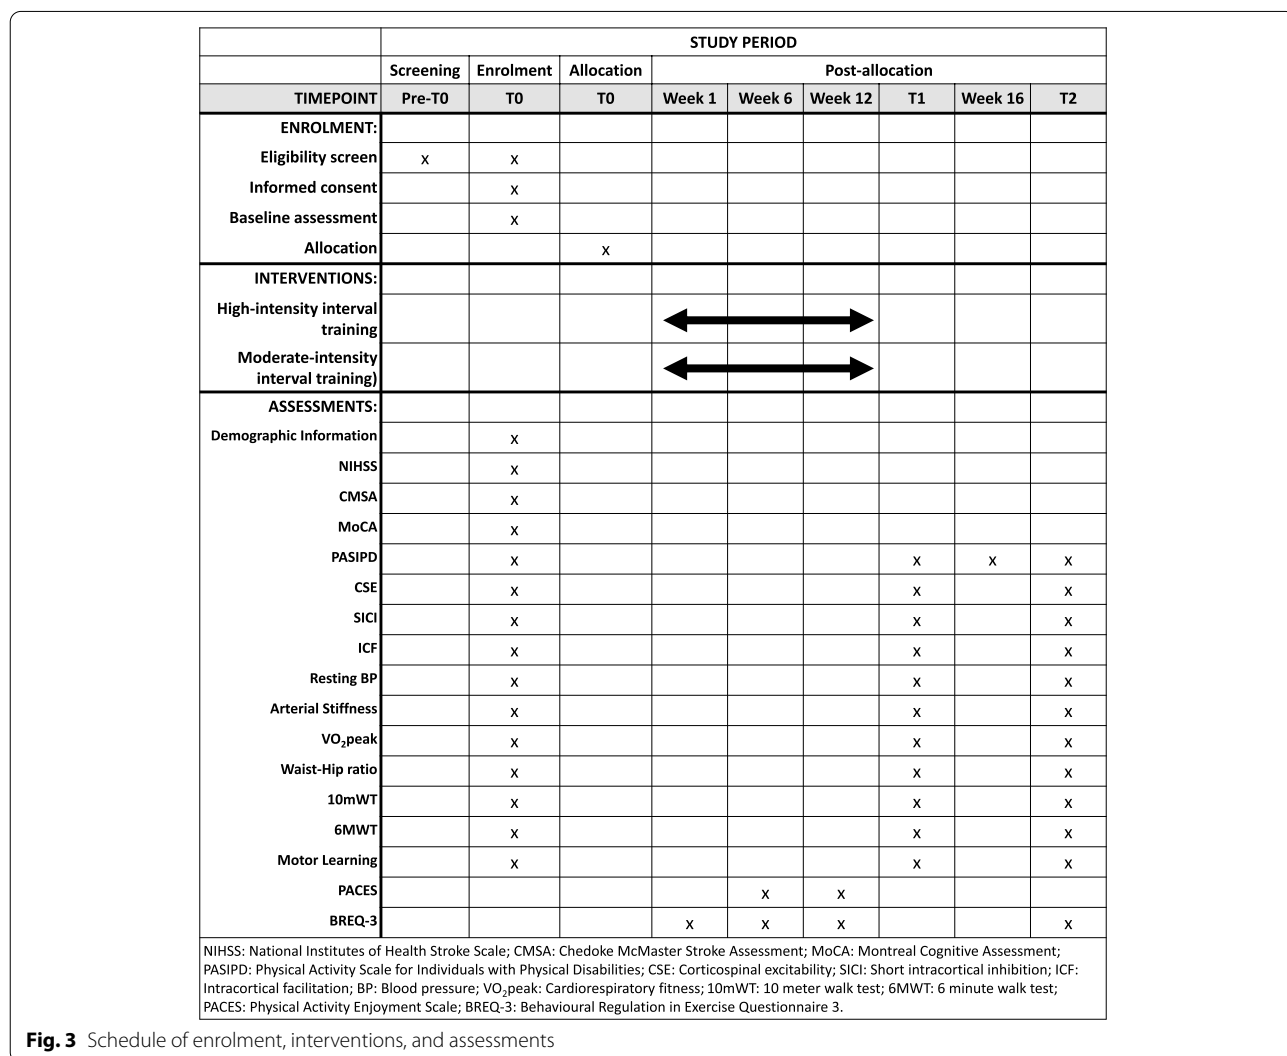 STUDY PERIOD
Screening Enrolment Allocation Post-allocation
TIMEPOINT Pre-T0 T0 T0 Week 1 Week 6 Week 12 T1 Week 16 T2
ENROLMENT:
Eligibility screen x x
Informed consent x
Baseline assessment x
Allocation x
INTERVENTIONS:
High-intensity interval
training
Moderate-intensity
interval training)
ASSESSMENTS:
Demographic Information x
NIHSS x
CMSA x
MoCA x
PASIPD x x x x
CSE x x x
SICI x x x
ICF x x x
Resting BP x x x
Arterial Stiffness x x x
VO₂peak x x x
Waist-Hip ratio x x x
10mWT x x x
6MWT x x x
Motor Learning x x x
PACES x x
BREQ-3 x x x x
NIHSS: National Institutes of Health Stroke Scale; CMSA: Chedoke McMaster Stroke Assessment; MoCA: Montreal Cognitive Assessment;
PASIPD: Physical Activity Scale for Individuals with Physical Disabilities; CSE: Corticospinal excitability; SICI: Short intracortical inhibition; ICF:
Intracortical facilitation; BP: Blood pressure; VO₂peak: Cardiorespiratory fitness; 10mWT: 10 meter walk test; 6MWT: 6 minute walk test;
PACES: Physical Activity Enjoyment Scale; BREQ-3: Behavioural Regulation in Exercise Questionnaire 3.
Fig. 3 Schedule of enrolment, interventions, and assessments